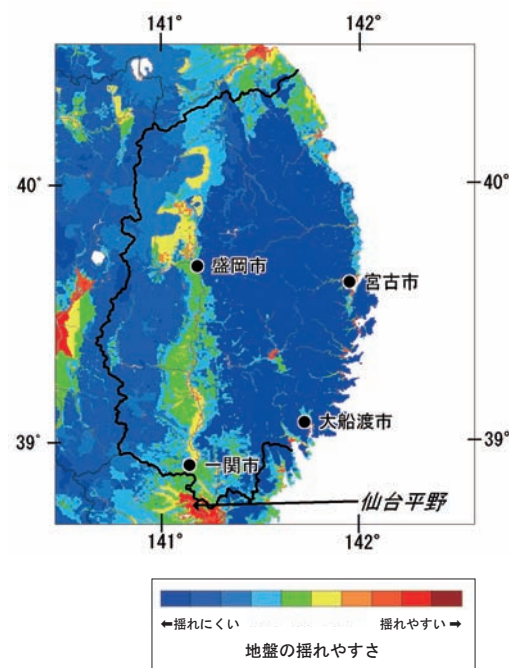 141° 142°
40° 40°
盛岡市
宮古市
大船渡市
39° 39°
一関市
仙台平野
141° 142°
←揺れにくい 揺れやすい➡
地盤の揺れやすさ